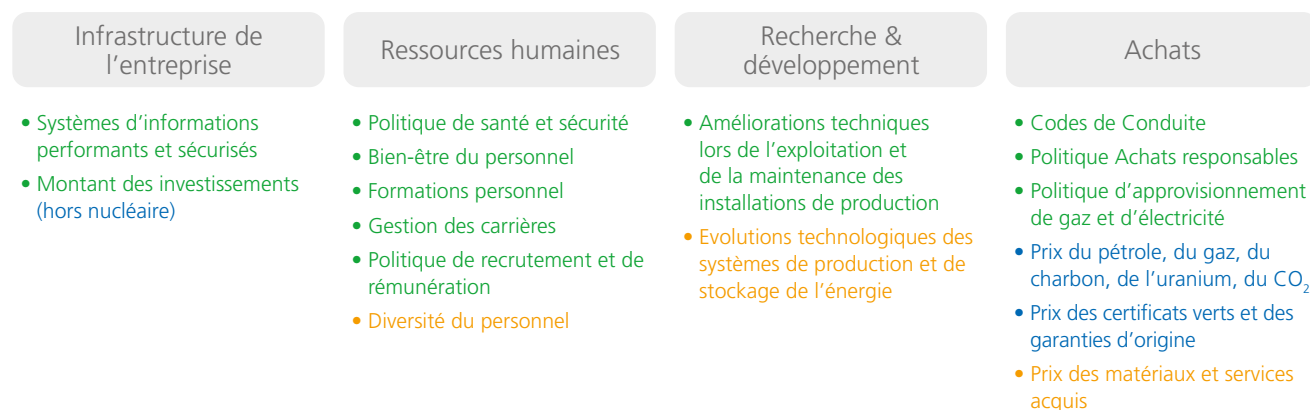 Infrastructure de
l'entreprise
• Systèmes d'informations
performants et sécurisés
• Montant des investissements
(hors nucléaire)
Ressources humaines
• Politique de santé et sécurité
• Bien-être du personnel
• Formations personnel
• Gestion des carrières
• Politique de recrutement et de
rémunération
• Diversité du personnel
Recherche &
développement
• Améliorations techniques
lors de l'exploitation et
de la maintenance des
installations de production
• Evolutions technologiques des
systèmes de production et de
stockage de l'énergie
Achats
• Codes de Conduite
• Politique Achats responsables
• Politique d'approvisionnement
de gaz et d'électricité
• Prix du pétrole, du gaz, du
charbon, de l'uranium, du CO₂
• Prix des certificats verts et des
garanties d'origine
• Prix des matériaux et services
acquis